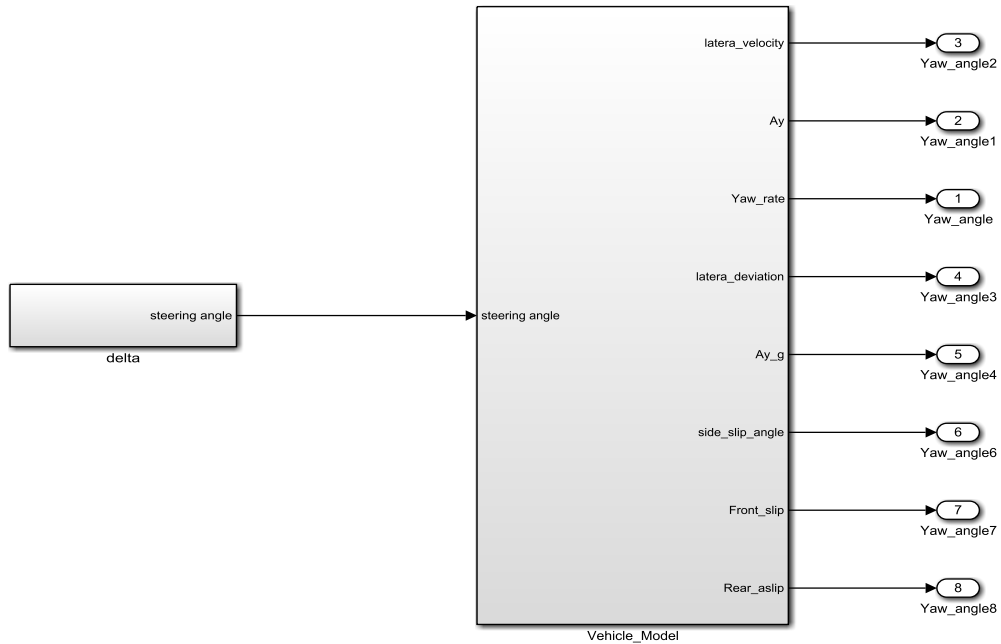 latera_velocity
3
Yaw_angle2
Ay
2
Yaw_angle1
Yaw_rate
1
Yaw_angle
latera_deviation
4
Yaw_angle3
steering angle
steering angle
delta
Ay_g
5
Yaw_angle4
side_slip_angle
6
Yaw_angle6
Front_slip
7
Yaw_angle7
Rear_aslip
8
Yaw_angle8
Vehicle_Model